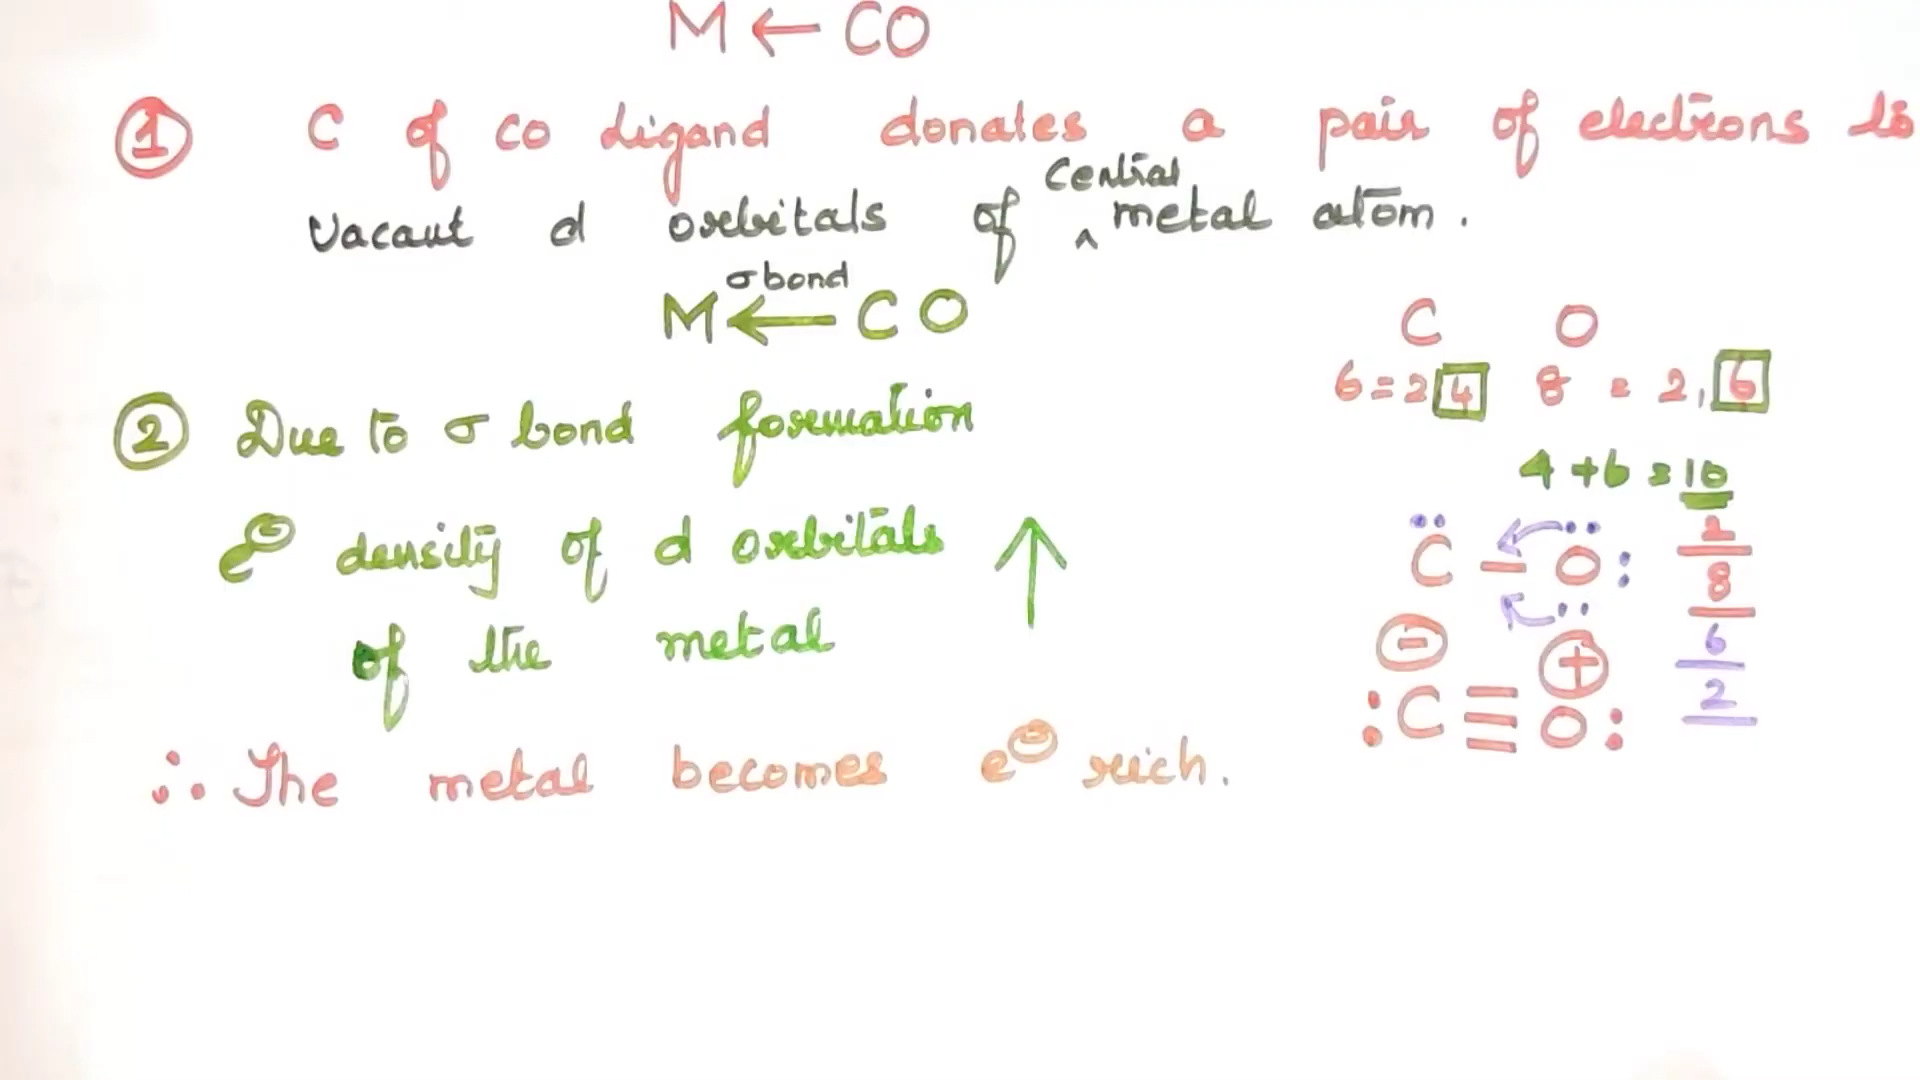 M ← CO
① C of CO Ligand donates a pair of electrons to
vacant d orbitals of ^ central metal atom.
σ bond
M ← CO
② Due to σ bond formation
e⊖ density of d orbitals ↑
of the metal
∴ The metal becomes e⊖ rich.
C O
6 = 2 4 8 = 2, 6
4 + 6 = 10
2
C – O :
8
6
⊖ ⊕
2
:C ≡ O: